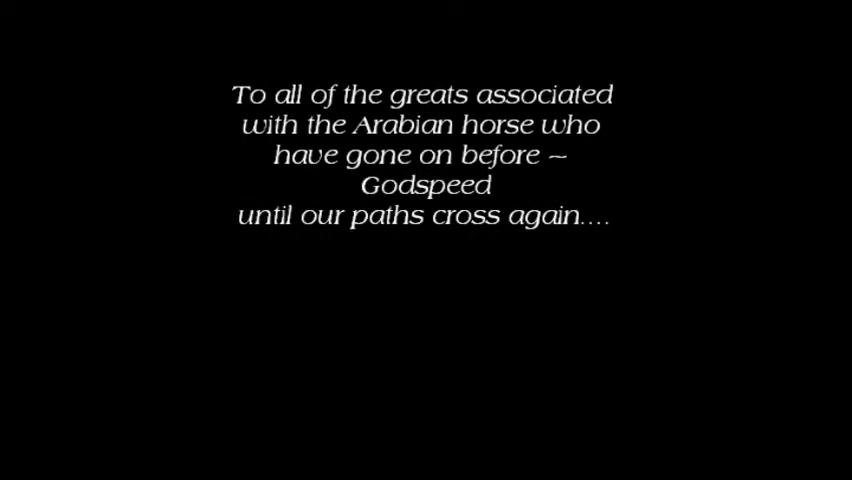 To all of the greats associated
with the Arabian horse who
have gone on before ~
Godspeed
until our paths cross again....